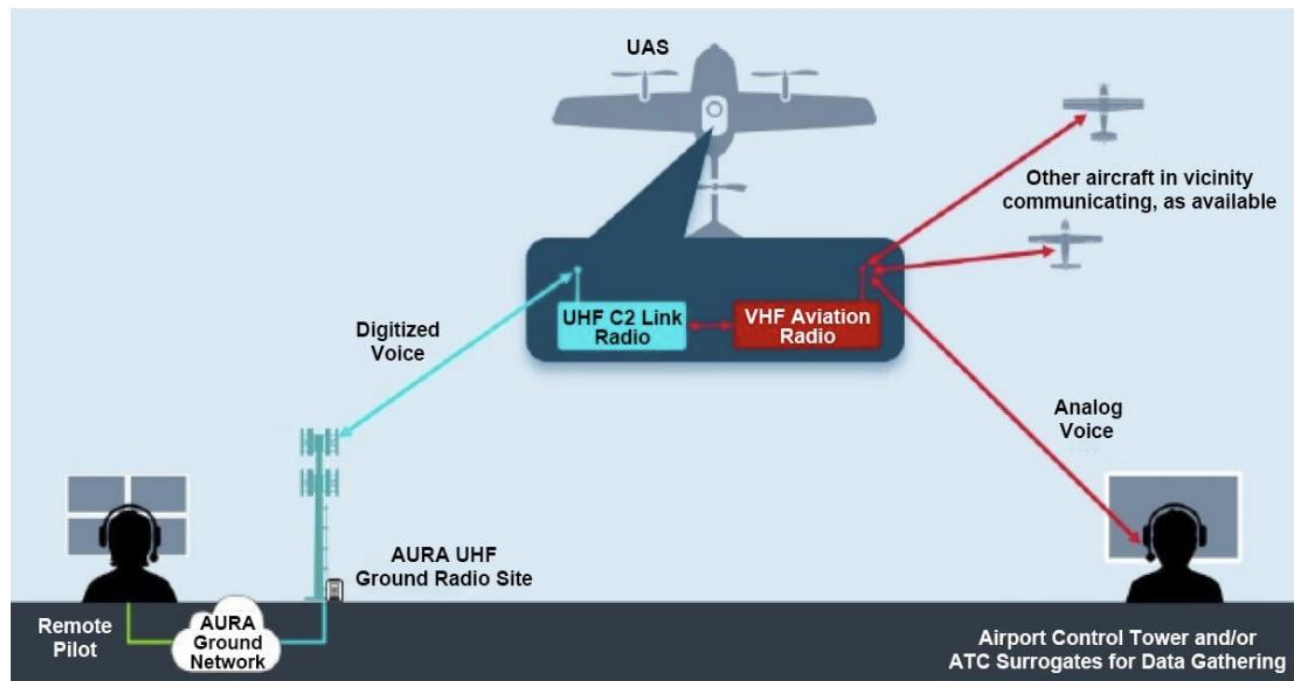 UAS
Other aircraft in vicinity
communicating, as available
UHF C2 Link
Radio
VHF Aviation
Radio
Digitized
Voice
Analog
Voice
AURA UHF
Ground Radio Site
Remote
Pilot
AURA
Ground
Network
Airport Control Tower and/or
ATC Surrogates for Data Gathering